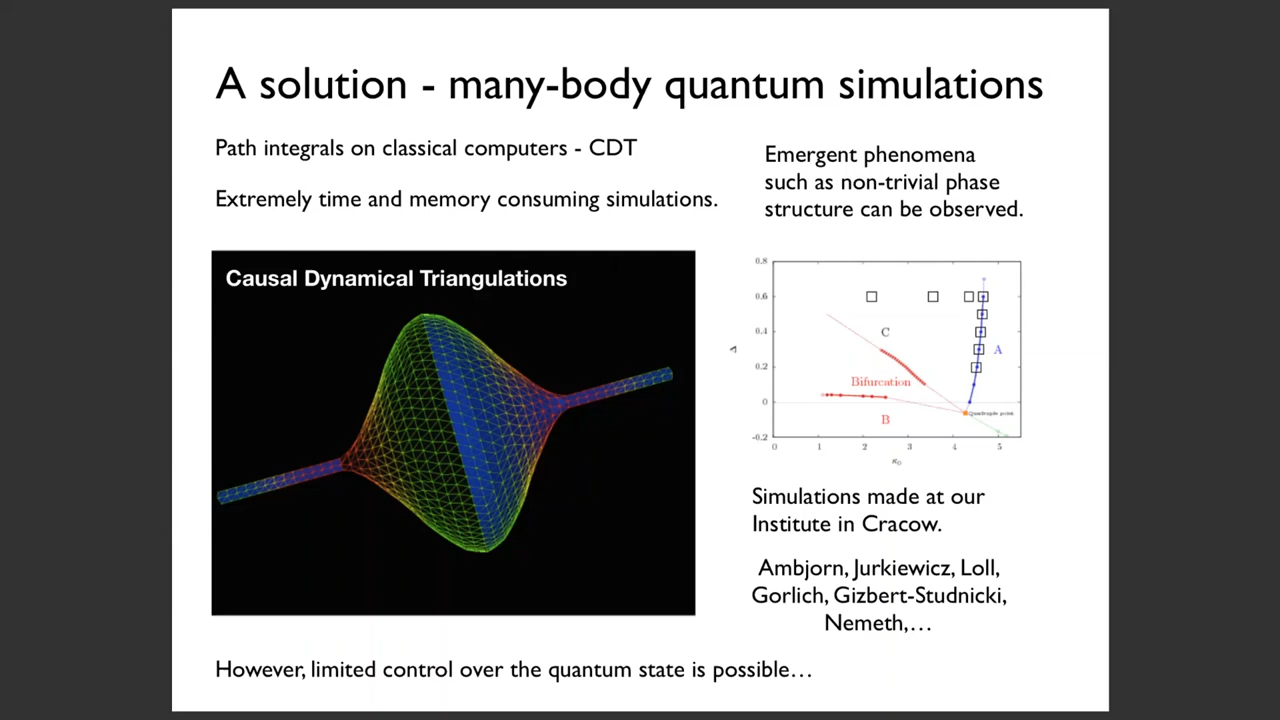 A solution - many-body quantum simulations
Path integrals on classical computers - CDT
Extremely time and memory consuming simulations.
Emergent phenomena
such as non-trivial phase
structure can be observed.
Causal Dynamical Triangulations
0.8
0.6
0.4
0.2
0
-0.2
Δ
C
A
Bifurcation
B
Quadruple point
0 1 2 3 4 5
κ₀
Simulations made at our
Institute in Cracow.
Ambjorn, Jurkiewicz, Loll,
Gorlich, Gizbert-Studnicki,
Nemeth,…
However, limited control over the quantum state is possible…